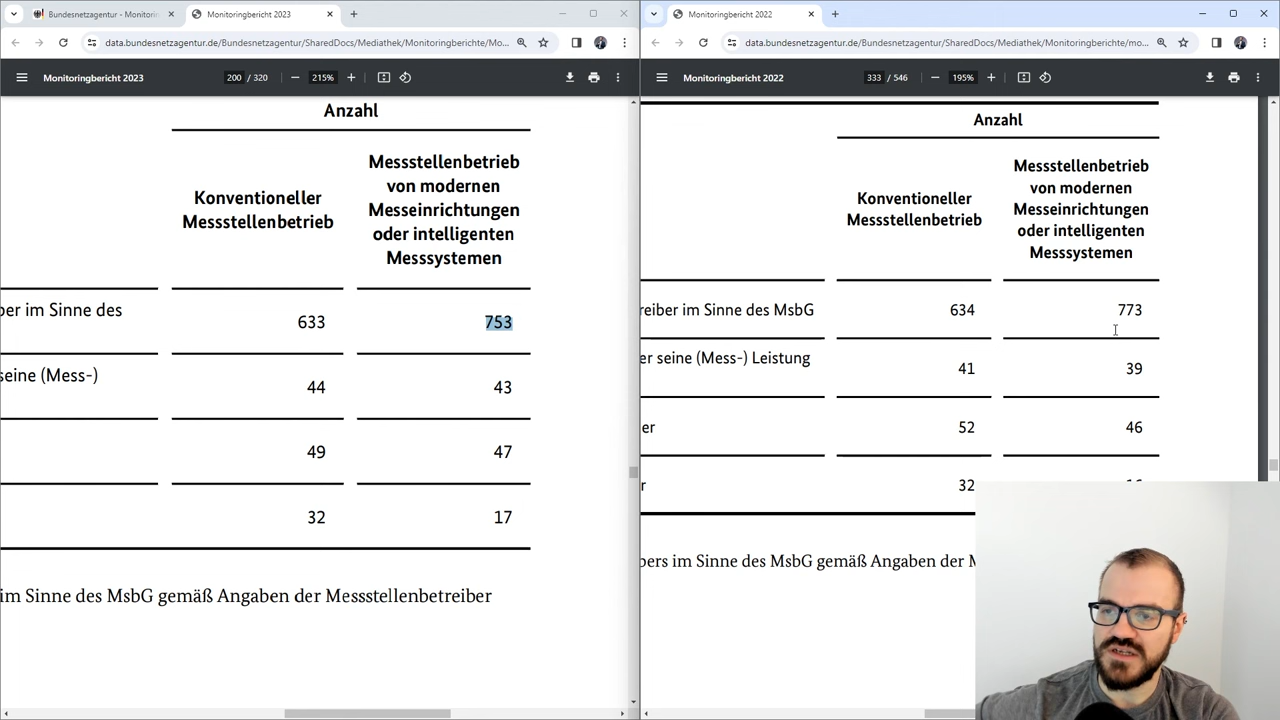 Bundesnetzagentur - Monitorin
Monitoringbericht 2023
data.bundesnetzagentur.de/Bundesnetzagentur/SharedDocs/Mediathek/Monitoringberichte/Mo...
Monitoringbericht 2023
200 / 320
215%
Anzahl
Konventioneller
Messstellenbetrieb
Messstellenbetrieb
von modernen
Messeinrichtungen
oder intelligenten
Messsystemen
ber im Sinne des
633
753
seine (Mess-)
44
43
49
47
32
17
im Sinne des MsbG gemäß Angaben der Messstellenbetreiber
Monitoringbericht 2022
data.bundesnetzagentur.de/Bundesnetzagentur/SharedDocs/Mediathek/Monitoringberichte/mo...
Monitoringbericht 2022
333 / 546
195%
Anzahl
Konventioneller
Messstellenbetrieb
Messstellenbetrieb
von modernen
Messeinrichtungen
oder intelligenten
Messsystemen
reiber im Sinne des MsbG
634
773
er seine (Mess-) Leistung
41
39
er
52
46
r
32
bers im Sinne des MsbG gemäß Angaben der M